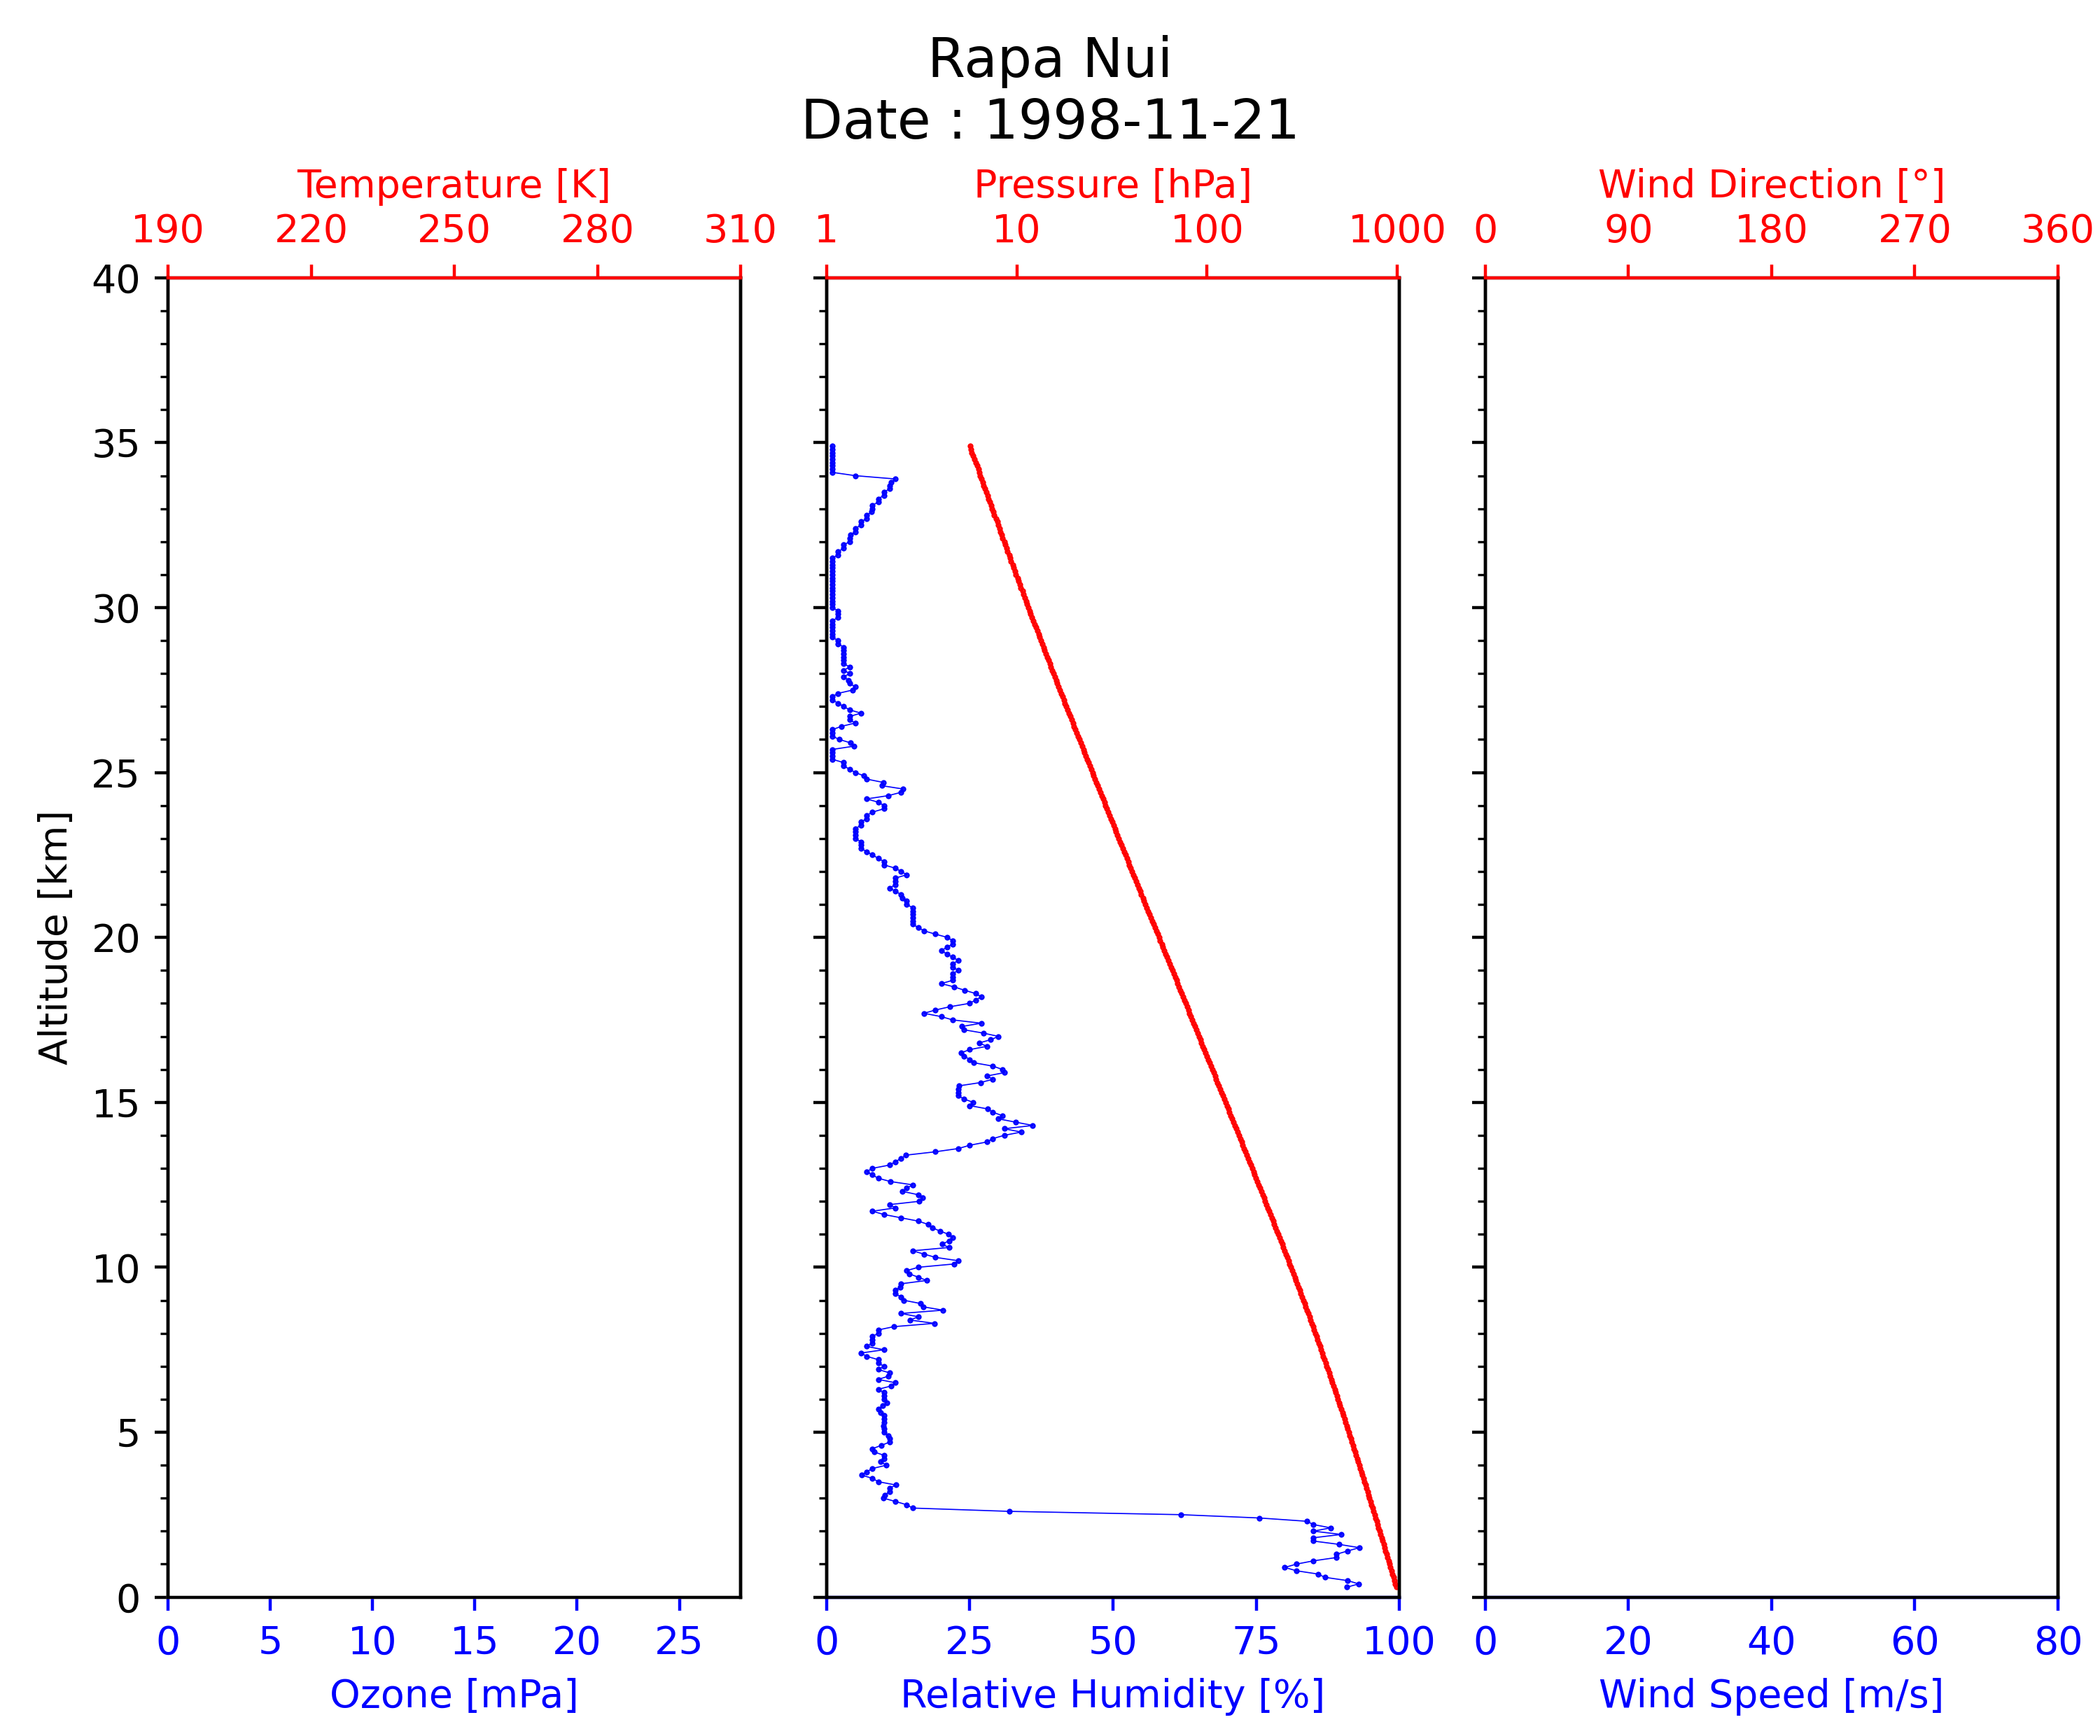 Rapa Nui
Date : 1998-11-21
Temperature [K]
190 220 250 280 310
Pressure [hPa]
1 10 100 1000
Wind Direction [°]
0 90 180 270 360
Altitude [km]
40
35
30
25
20
15
10
5
0
0 5 10 15 20 25
Ozone [mPa]
0 25 50 75 100
Relative Humidity [%]
0 20 40 60 80
Wind Speed [m/s]